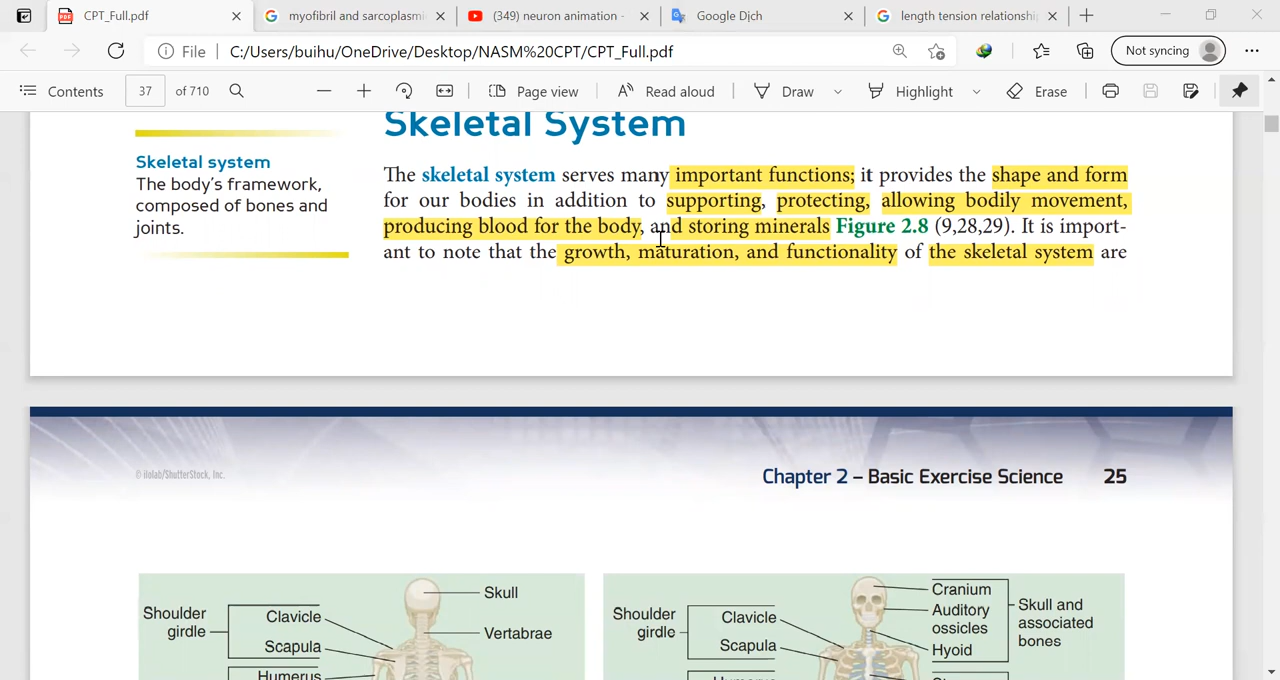 CPT_Full.pdf
myofibril and sarcoplasmi
(349) neuron animation -
Google Dịch
length tension relationshi
File
C:/Users/buihu/OneDrive/Desktop/NASM%20CPT/CPT_Full.pdf
Not syncing
Contents
37
of 710
Page view
Read aloud
Draw
Highlight
Erase
Skeletal System
Skeletal system
The body's framework,
composed of bones and
joints.
The skeletal system serves many important functions; it provides the shape and form
for our bodies in addition to supporting, protecting, allowing bodily movement,
producing blood for the body, and storing minerals Figure 2.8 (9,28,29). It is import-
ant to note that the growth, maturation, and functionality of the skeletal system are
© ilolab/ShutterStock, Inc.
Chapter 2 – Basic Exercise Science 25
Shoulder
girdle
Clavicle
Scapula
Humerus
Skull
Vertabrae
Shoulder
girdle
Clavicle
Scapula
Cranium
Auditory
ossicles
Hyoid
Skull and
associated
bones